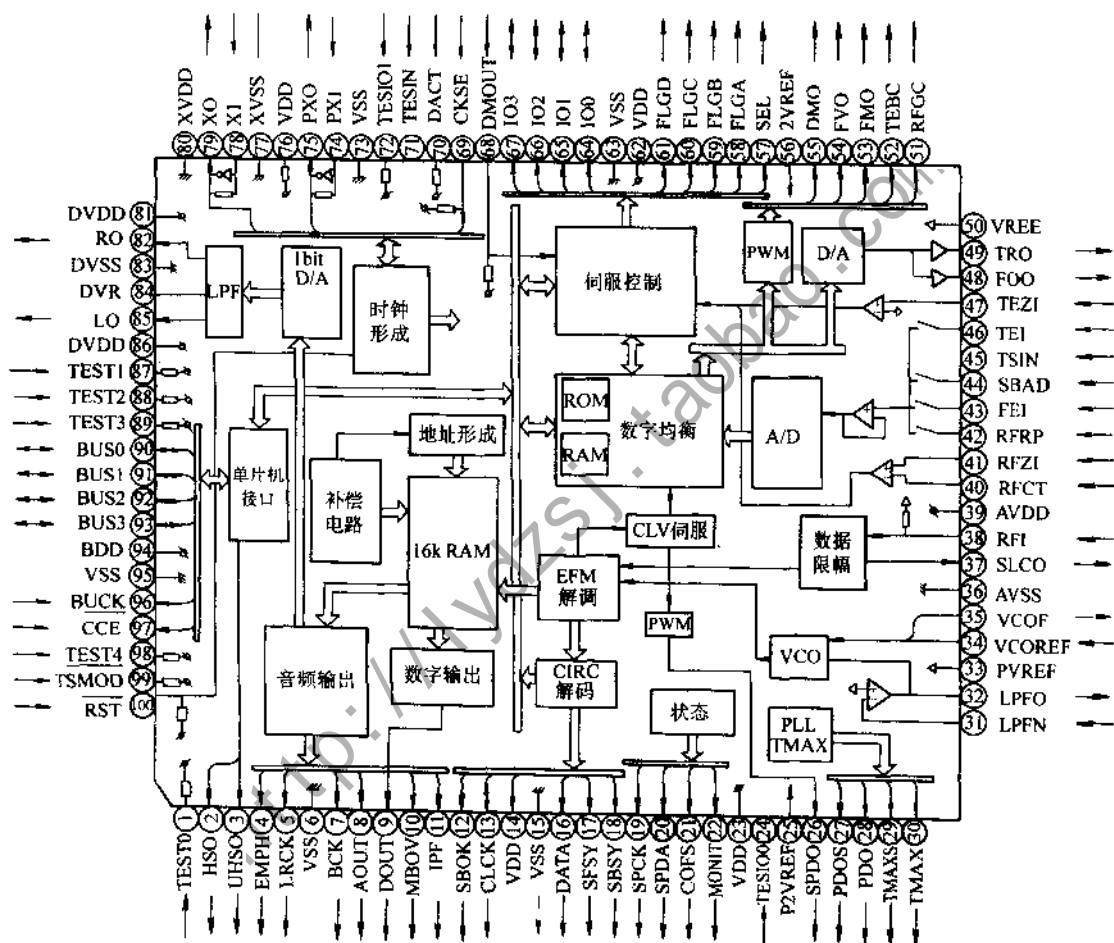 XVDD
XO
X1
XVSS
VDD
PXO
PX1
VSS
TESIO1
TESIN
DACT
CKSE
DMOUT
IO3
IO2
IO1
IO0
VSS
VDD
FLGD
FLGC
FLGB
FLGA
SEL
2VREF
DMO
FVO
FMO
TEBC
RFGC
80 79 78 77 76 75 74 73 72 71 70 69 68 67 66 65 64 63 62 61 60 59 58 57 56 55 54 53 52 51
DVDD 81
RO 82
DVSS 83
DVR 84
LO 85
DVDD 86
TEST1 87
TEST2 88
TEST3 89
BUS0 90
BUS1 91
BUS2 92
BUS3 93
BDD 94
VSS 95
BUCK 96
CCE 97
TEST4 98
TSMOD 99
RST 100
LPF
1bit
D/A
时钟
形成
伺服控制
PWM
D/A
ROM
RAM
数字均衡
A/D
地址形成
单片机
接口
补偿
电路
16k RAM
CLV伺服
数据
限幅
EFM
解调
PWM
VCO
音频输出
数字输出
CIRC
解码
状态
PLL
TMAX
50 VREE
49 TRO
48 FOO
47 TEZI
46 TEI
45 TSIN
44 SBAD
43 FEI
42 RFRP
41 RFZI
40 RFCT
39 AVDD
38 RFI
37 SLCO
36 AVSS
35 VCOF
34 VCOREF
33 PVREF
32 LPFO
31 LPFN
1 2 3 4 5 6 7 8 9 10 11 12 13 14 15 16 17 18 19 20 21 22 23 24 25 26 27 28 29 30
TEST0
HSO
UHSO
EMPH
LRCK
VSS
BCK
AOUT
DOUT
MBOV
IPF
SBOK
CLCK
VDD
VSS
DATA
SFSY
SBSY
SPCK
SPDA
COFS
MONIT
VDD
TESIO0
P2VREF
SPDO
PDOS
PDO
TMAXS
TMAX
http://lydzsj.taobao.com/